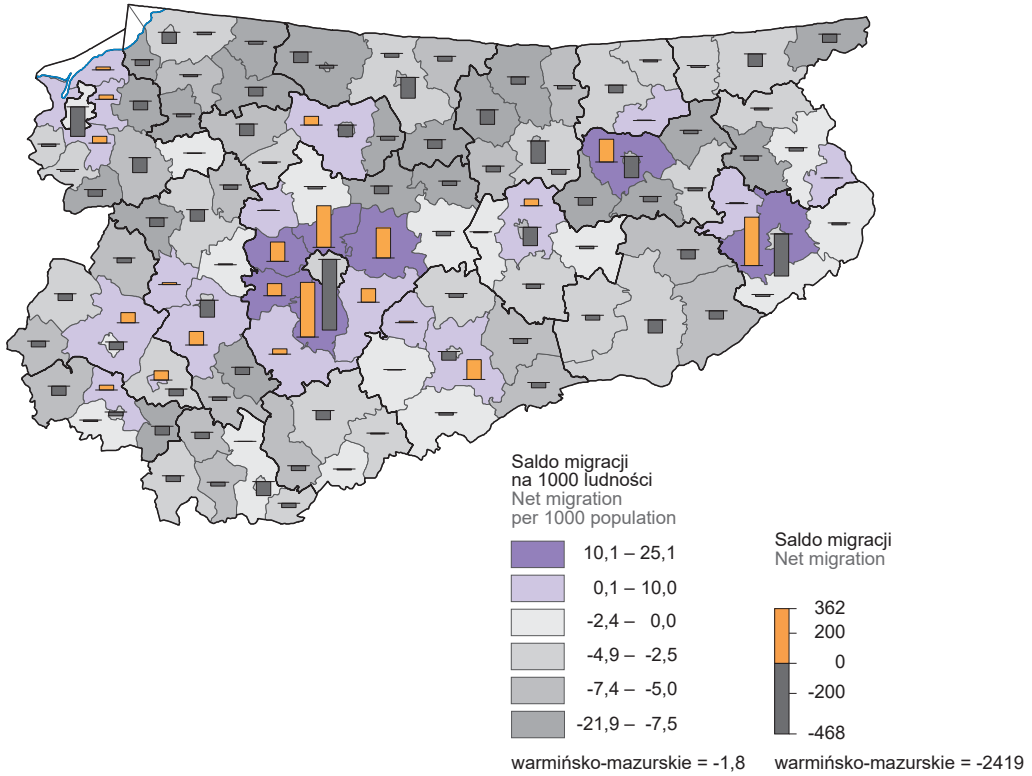 Saldo migracji
na 1000 ludności
Net migration
per 1000 population
10,1 – 25,1
0,1 – 10,0
-2,4 – 0,0
-4,9 – -2,5
-7,4 – -5,0
-21,9 – -7,5
warmińsko-mazurskie = -1,8
Saldo migracji
Net migration
362
200
0
-200
-468
warmińsko-mazurskie = -2419